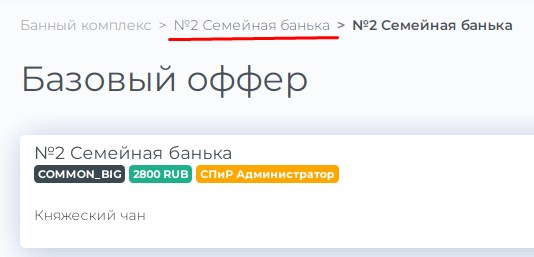 Банный комплекс > №2 Семейная банька > №2 Семейная банька
Базовый оффер
№2 Семейная банька
COMMON_BIG 2800 RUB СПиР Администратор
Княжеский чан